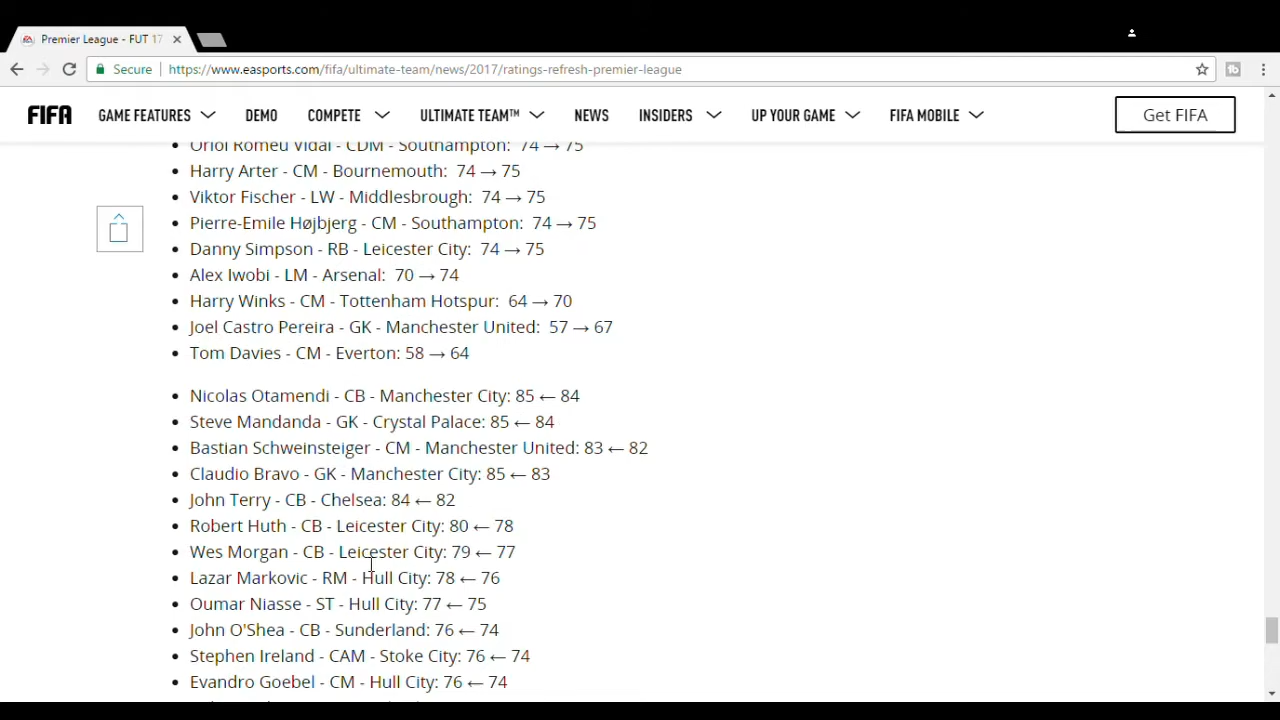 Premier League - FUT 17
Secure https://www.easports.com/fifa/ultimate-team/news/2017/ratings-refresh-premier-league
FIFA GAME FEATURES DEMO COMPETE ULTIMATE TEAM™ NEWS INSIDERS UP YOUR GAME FIFA MOBILE Get FIFA
Oriol Romeu Vidal - CDM - Southampton: 74 → 75
Harry Arter - CM - Bournemouth: 74 → 75
Viktor Fischer - LW - Middlesbrough: 74 → 75
Pierre-Emile Højbjerg - CM - Southampton: 74 → 75
Danny Simpson - RB - Leicester City: 74 → 75
Alex Iwobi - LM - Arsenal: 70 → 74
Harry Winks - CM - Tottenham Hotspur: 64 → 70
Joel Castro Pereira - GK - Manchester United: 57 → 67
Tom Davies - CM - Everton: 58 → 64
Nicolas Otamendi - CB - Manchester City: 85 ← 84
Steve Mandanda - GK - Crystal Palace: 85 ← 84
Bastian Schweinsteiger - CM - Manchester United: 83 ← 82
Claudio Bravo - GK - Manchester City: 85 ← 83
John Terry - CB - Chelsea: 84 ← 82
Robert Huth - CB - Leicester City: 80 ← 78
Wes Morgan - CB - Leicester City: 79 ← 77
Lazar Markovic - RM - Hull City: 78 ← 76
Oumar Niasse - ST - Hull City: 77 ← 75
John O'Shea - CB - Sunderland: 76 ← 74
Stephen Ireland - CAM - Stoke City: 76 ← 74
Evandro Goebel - CM - Hull City: 76 ← 74